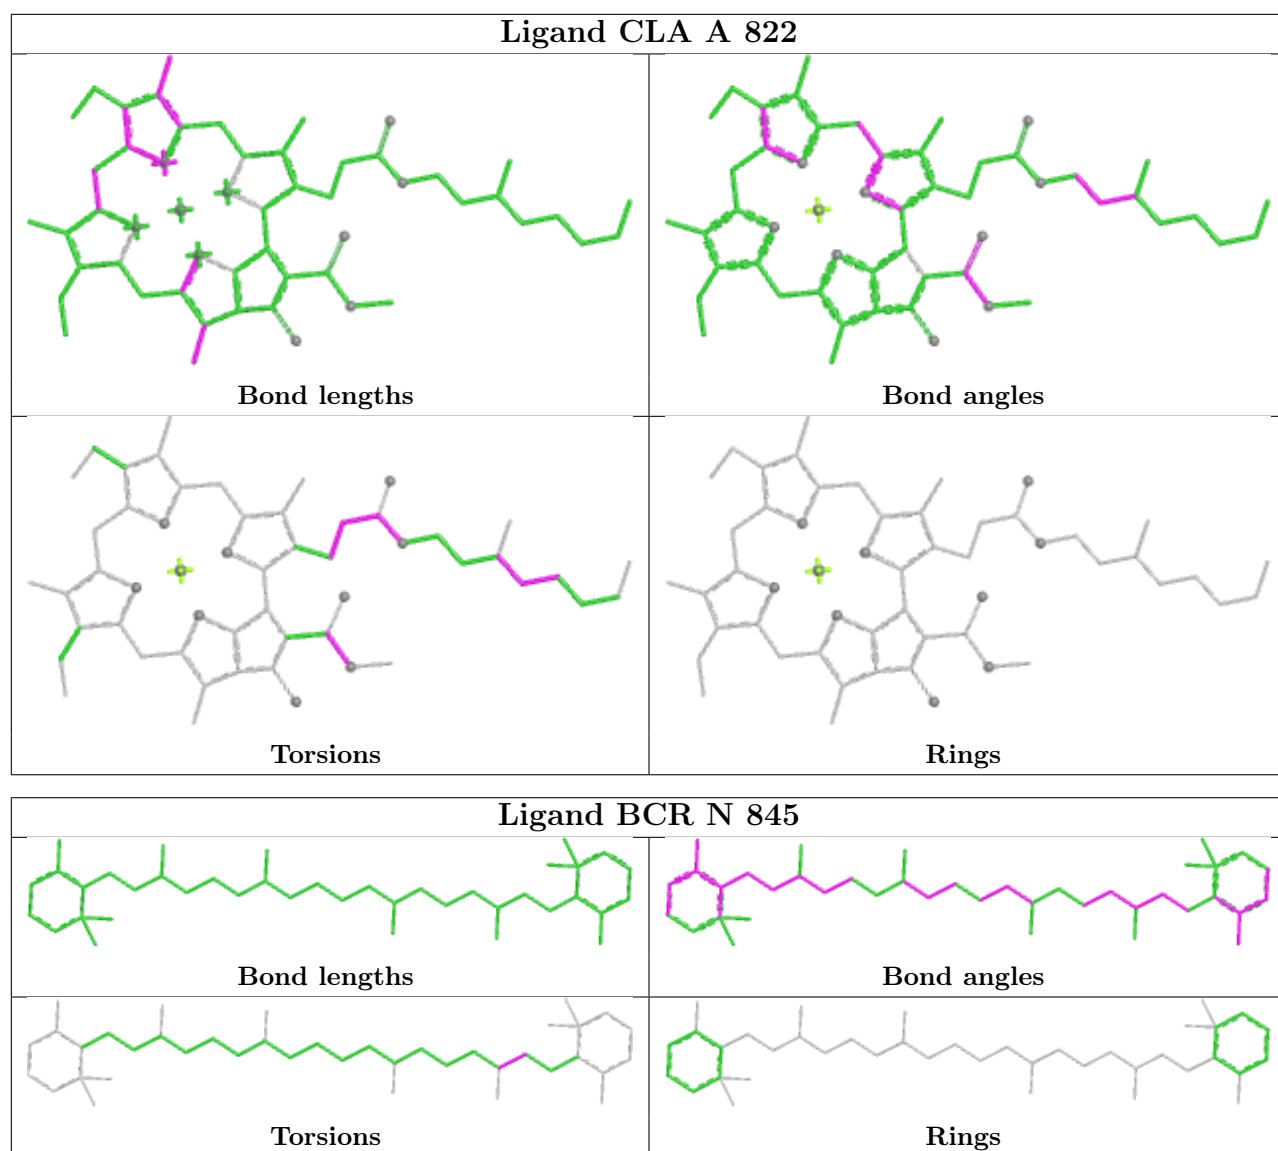 Ligand CLA A 822
Bond lengths
Bond angles
Torsions
Rings
Ligand BCR N 845
Bond lengths
Bond angles
Torsions
Rings